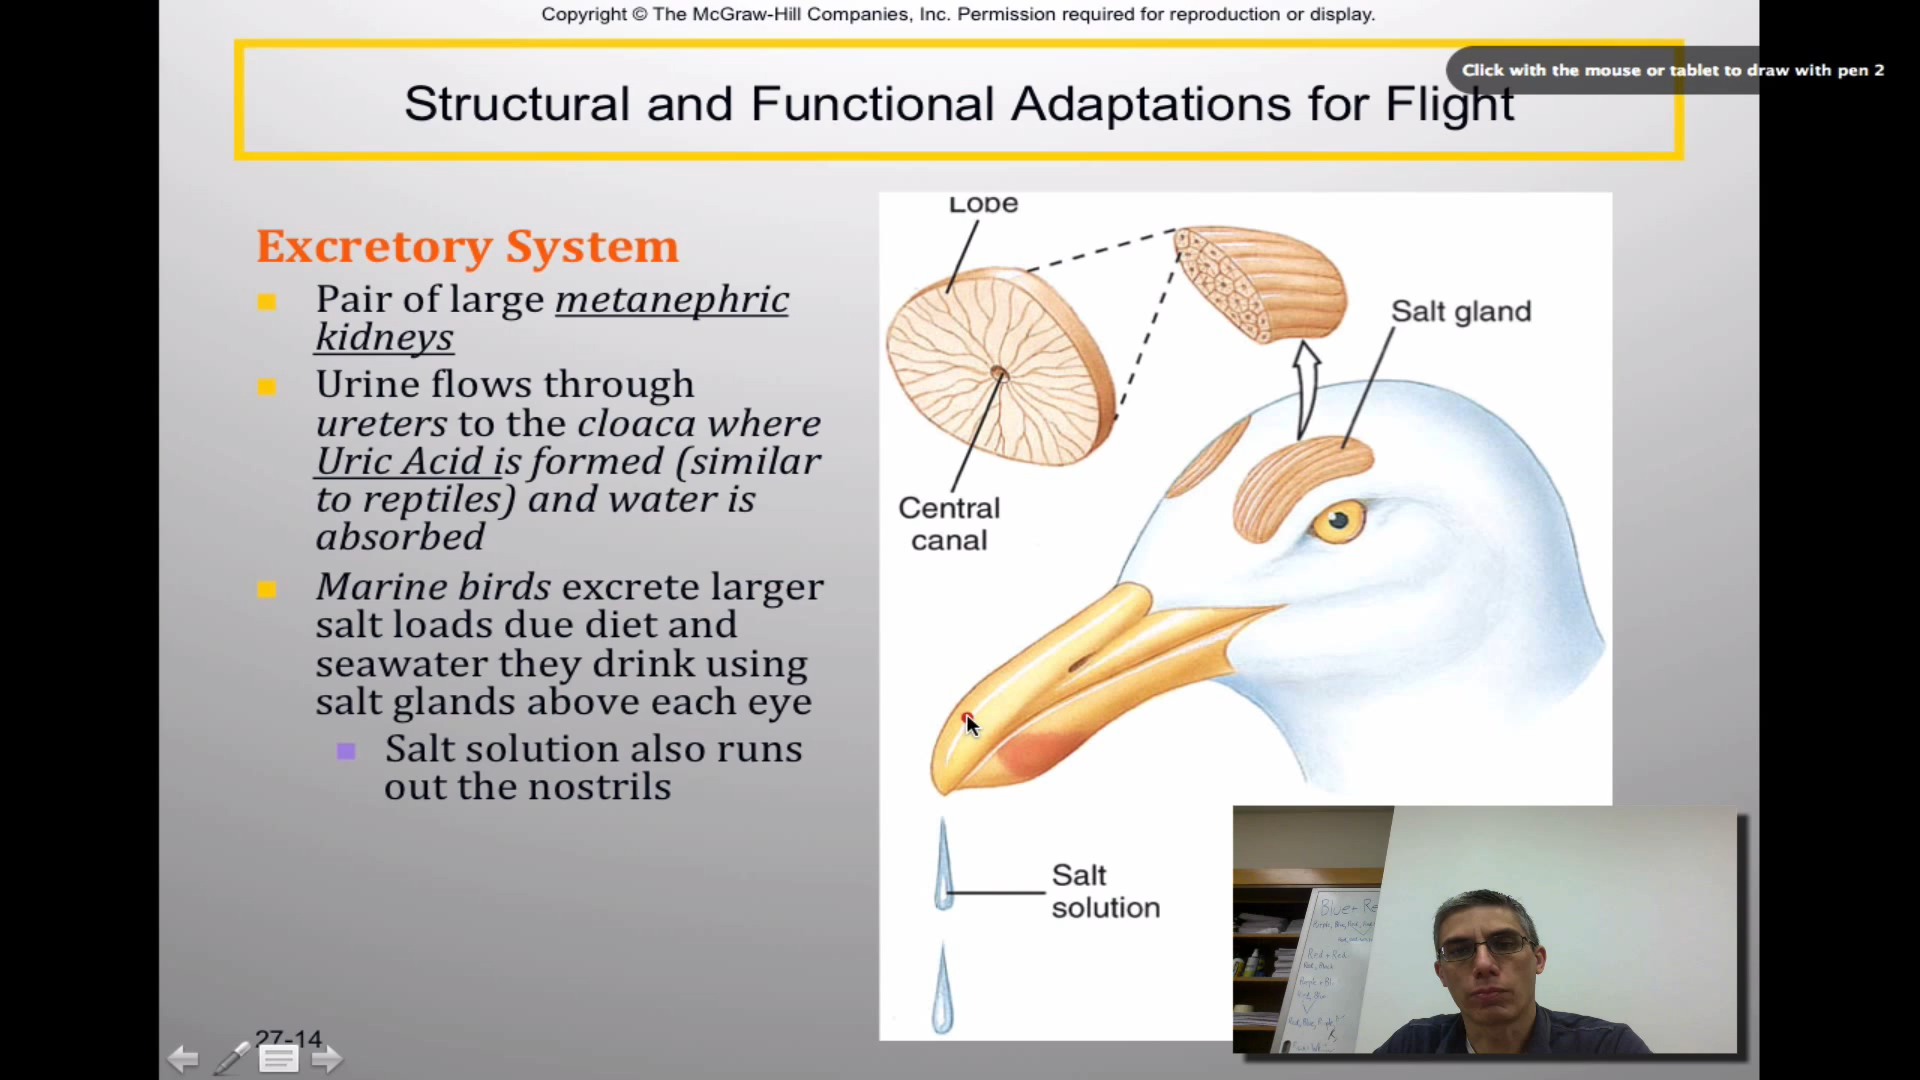 Copyright © The McGraw-Hill Companies, Inc. Permission required for reproduction or display.
Click with the mouse or tablet to draw with pen 2
Structural and Functional Adaptations for Flight
Excretory System
Pair of large metanephric
kidneys
Urine flows through
ureters to the cloaca where
Uric Acid is formed (similar
to reptiles) and water is
absorbed
Marine birds excrete larger
salt loads due diet and
seawater they drink using
salt glands above each eye
Salt solution also runs
out the nostrils
Lobe
Salt gland
Central
canal
Salt
solution
Red + Red
27-14